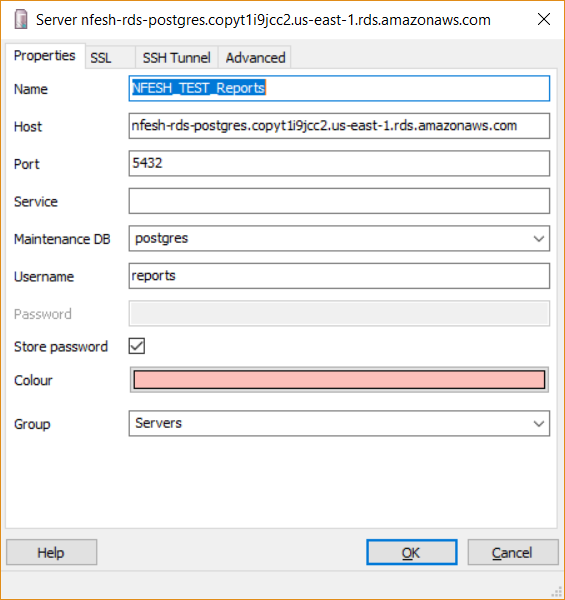 Server nfesh-rds-postgres.copyt1i9jcc2.us-east-1.rds.amazonaws.com
Properties SSL SSH Tunnel Advanced
Name NFESH_TEST_Reports
Host nfesh-rds-postgres.copyt1i9jcc2.us-east-1.rds.amazonaws.com
Port 5432
Service
Maintenance DB postgres
Username reports
Password
Store password
Colour
Group Servers
Help OK Cancel